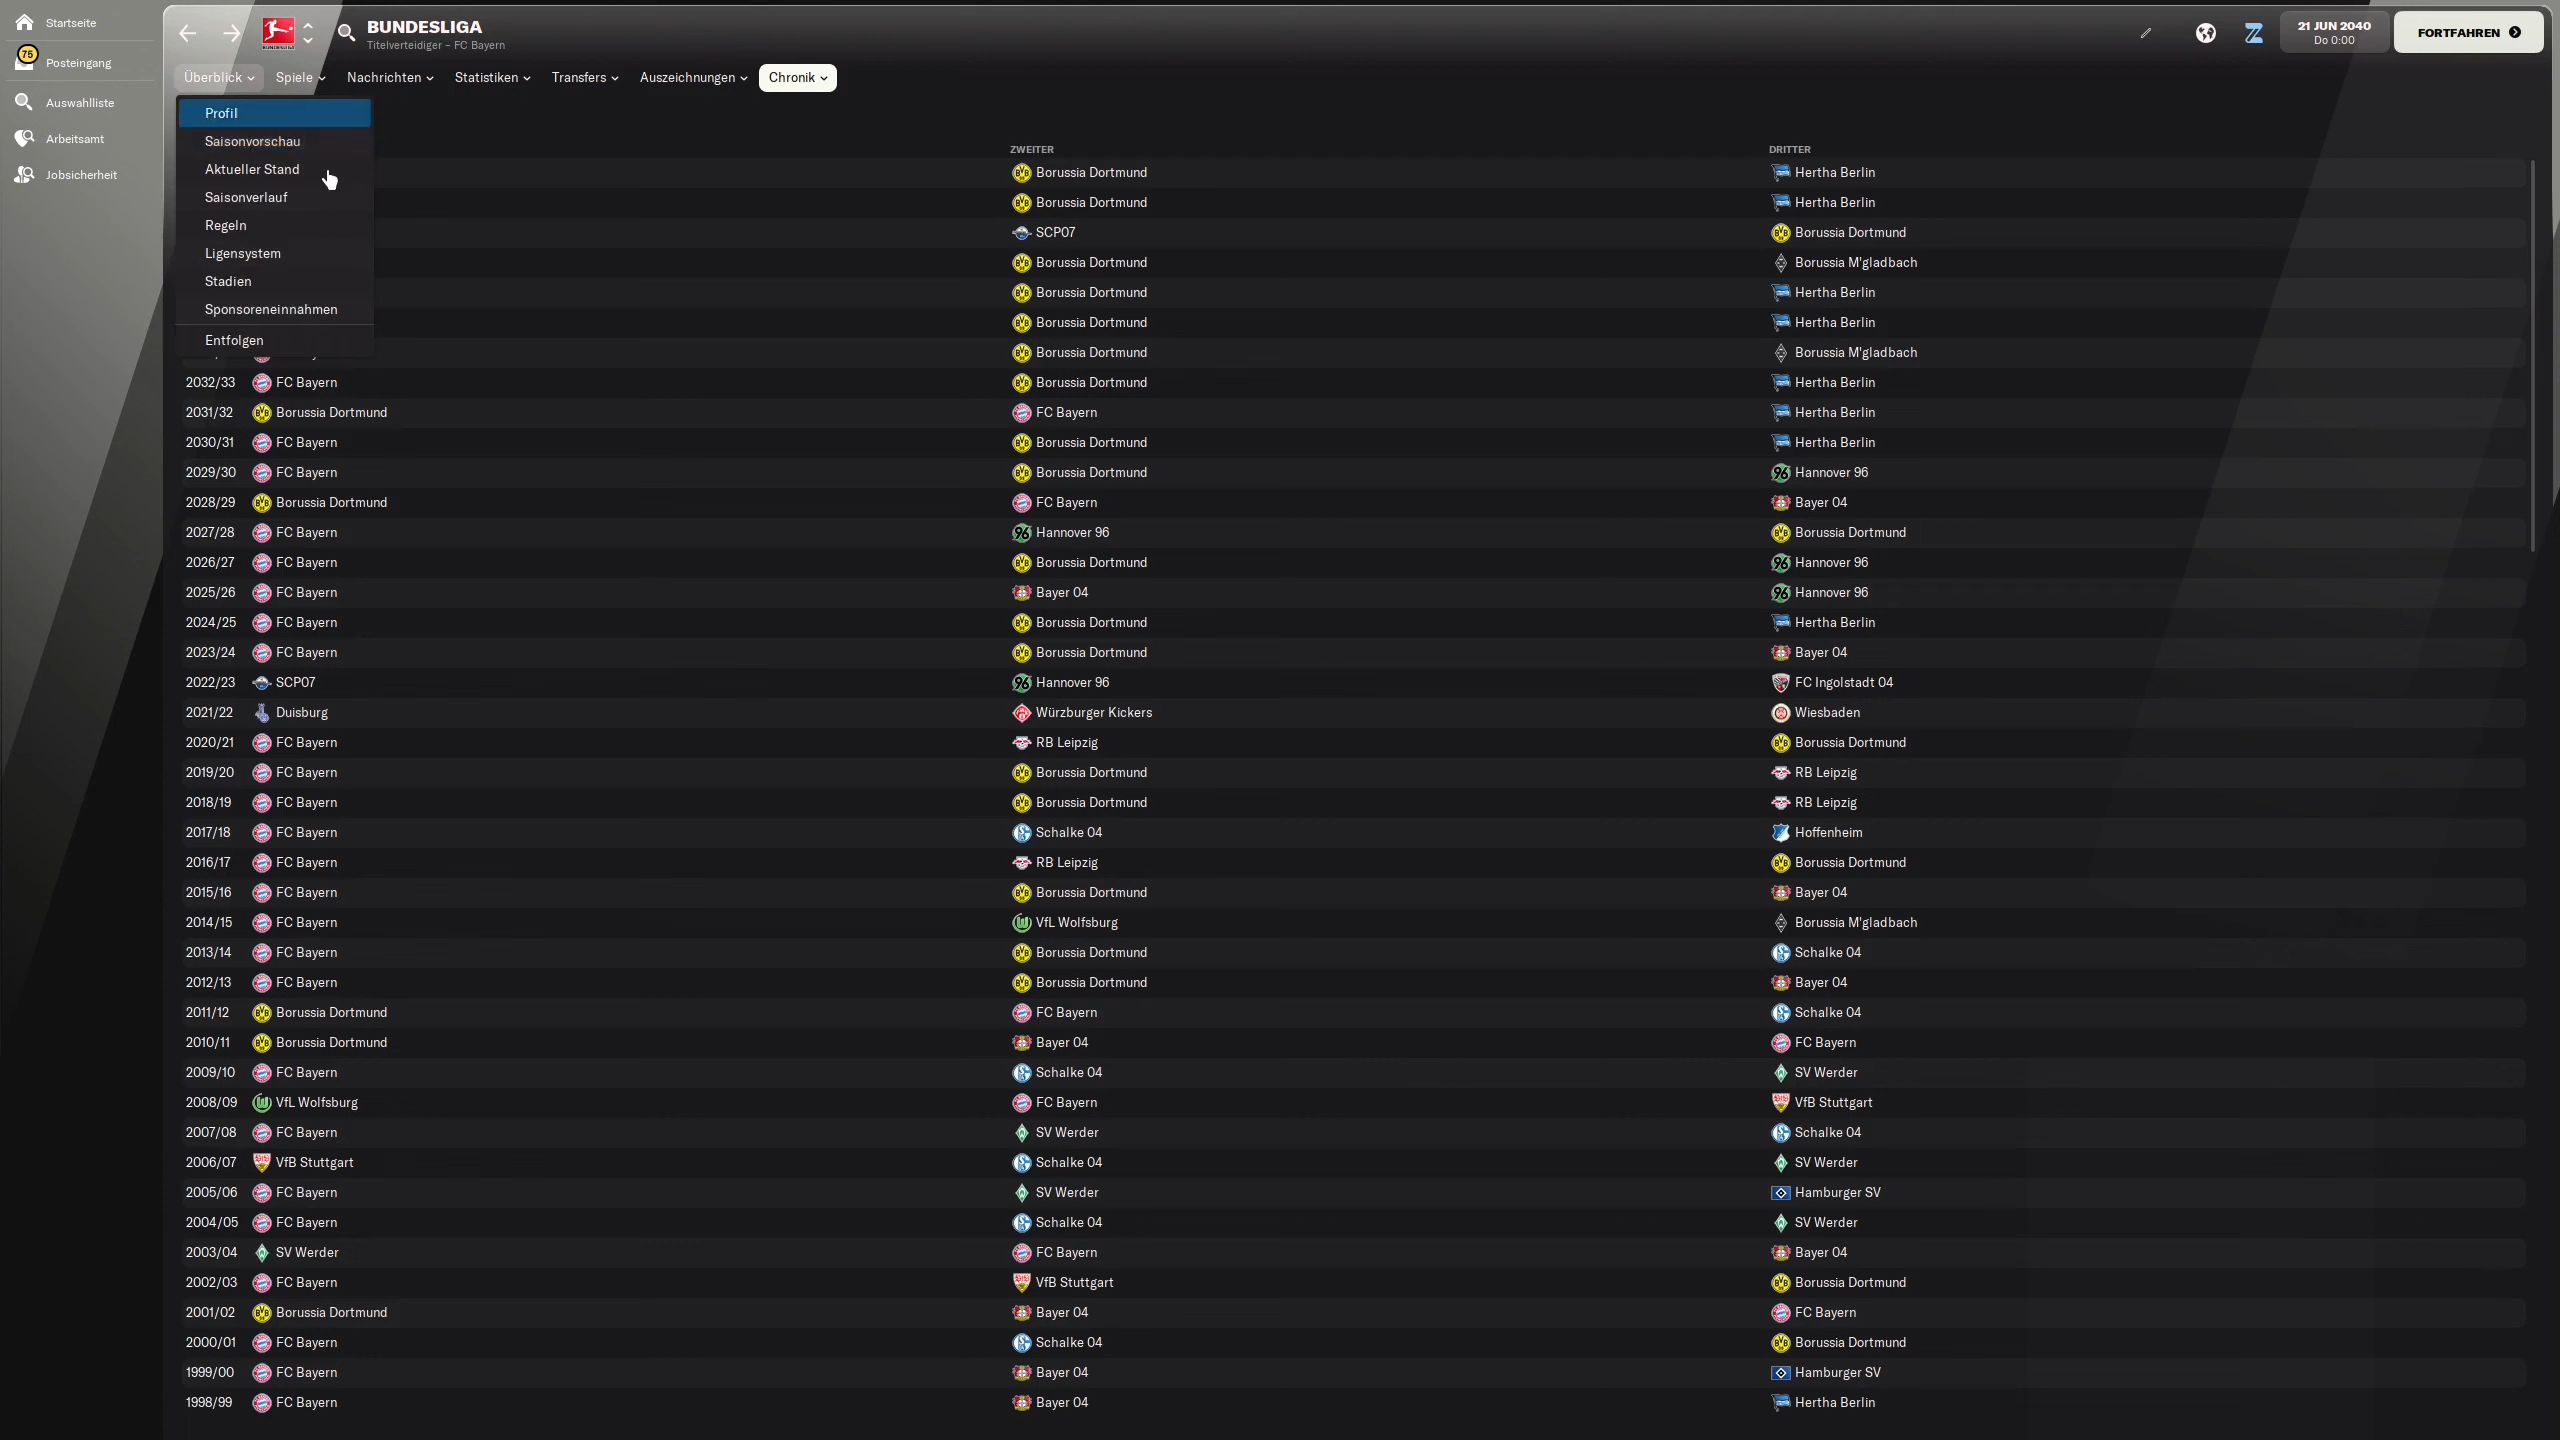 Startseite
75
Posteingang
Auswahlliste
Arbeitsamt
Jobsicherheit
BUNDESLIGA
Titelverteidiger – FC Bayern
21 JUN 2040
Do 0:00
FORTFAHREN
Überblick Spiele Nachrichten Statistiken Transfers Auszeichnungen Chronik
Profil
Saisonvorschau
Aktueller Stand
Saisonverlauf
Regeln
Ligensystem
Stadien
Sponsoreneinnahmen
Entfolgen
ZWEITER DRITTER
Borussia Dortmund Hertha Berlin
Borussia Dortmund Hertha Berlin
SCP07 Borussia Dortmund
Borussia Dortmund Borussia M'gladbach
Borussia Dortmund Hertha Berlin
Borussia Dortmund Hertha Berlin
Borussia Dortmund Borussia M'gladbach
2032/33 FC Bayern Borussia Dortmund Hertha Berlin
2031/32 Borussia Dortmund FC Bayern Hertha Berlin
2030/31 FC Bayern Borussia Dortmund Hertha Berlin
2029/30 FC Bayern Borussia Dortmund Hannover 96
2028/29 Borussia Dortmund FC Bayern Bayer 04
2027/28 FC Bayern Hannover 96 Borussia Dortmund
2026/27 FC Bayern Borussia Dortmund Hannover 96
2025/26 FC Bayern Bayer 04 Hannover 96
2024/25 FC Bayern Borussia Dortmund Hertha Berlin
2023/24 FC Bayern Borussia Dortmund Bayer 04
2022/23 SCP07 Hannover 96 FC Ingolstadt 04
2021/22 Duisburg Würzburger Kickers Wiesbaden
2020/21 FC Bayern RB Leipzig Borussia Dortmund
2019/20 FC Bayern Borussia Dortmund RB Leipzig
2018/19 FC Bayern Borussia Dortmund RB Leipzig
2017/18 FC Bayern Schalke 04 Hoffenheim
2016/17 FC Bayern RB Leipzig Borussia Dortmund
2015/16 FC Bayern Borussia Dortmund Bayer 04
2014/15 FC Bayern VfL Wolfsburg Borussia M'gladbach
2013/14 FC Bayern Borussia Dortmund Schalke 04
2012/13 FC Bayern Borussia Dortmund Bayer 04
2011/12 Borussia Dortmund FC Bayern Schalke 04
2010/11 Borussia Dortmund Bayer 04 FC Bayern
2009/10 FC Bayern Schalke 04 SV Werder
2008/09 VfL Wolfsburg FC Bayern VfB Stuttgart
2007/08 FC Bayern SV Werder Schalke 04
2006/07 VfB Stuttgart Schalke 04 SV Werder
2005/06 FC Bayern SV Werder Hamburger SV
2004/05 FC Bayern Schalke 04 SV Werder
2003/04 SV Werder FC Bayern Bayer 04
2002/03 FC Bayern VfB Stuttgart Borussia Dortmund
2001/02 Borussia Dortmund Bayer 04 FC Bayern
2000/01 FC Bayern Schalke 04 Borussia Dortmund
1999/00 FC Bayern Bayer 04 Hamburger SV
1998/99 FC Bayern Bayer 04 Hertha Berlin